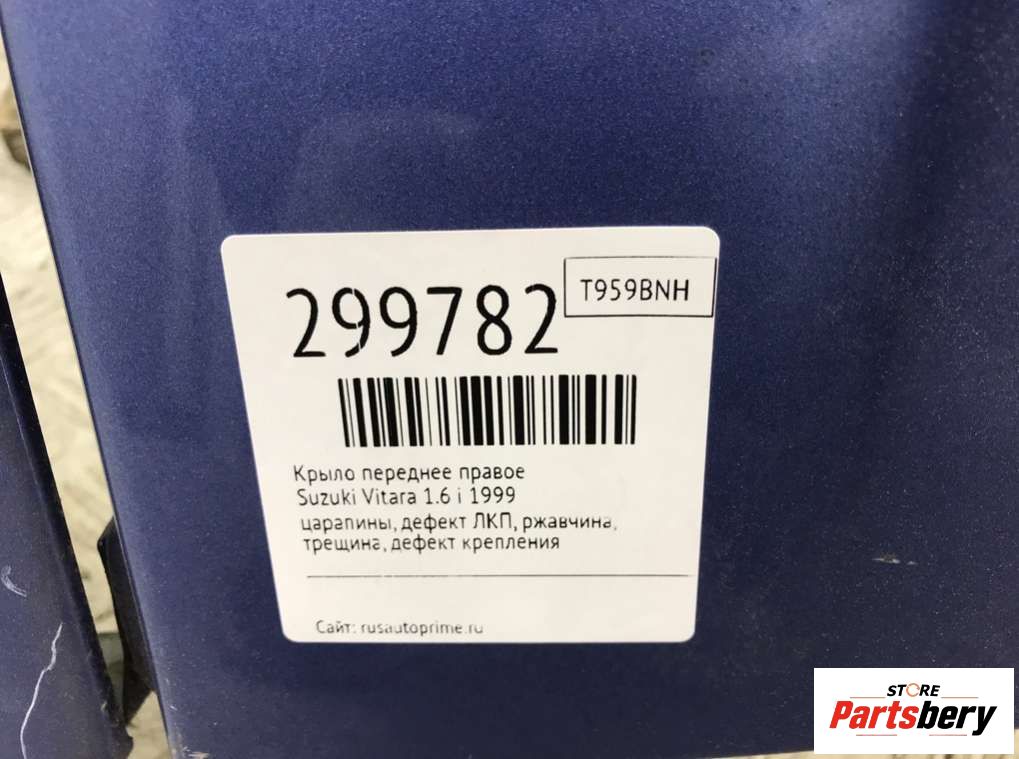 299782
T959BNH
Крыло переднее правое
Suzuki Vitara 1.6 i 1999
царапины, дефект ЛКП, ржавчина,
трещина, дефект крепления
Сайт: rusautoprime.ru
STORE
Partsbery